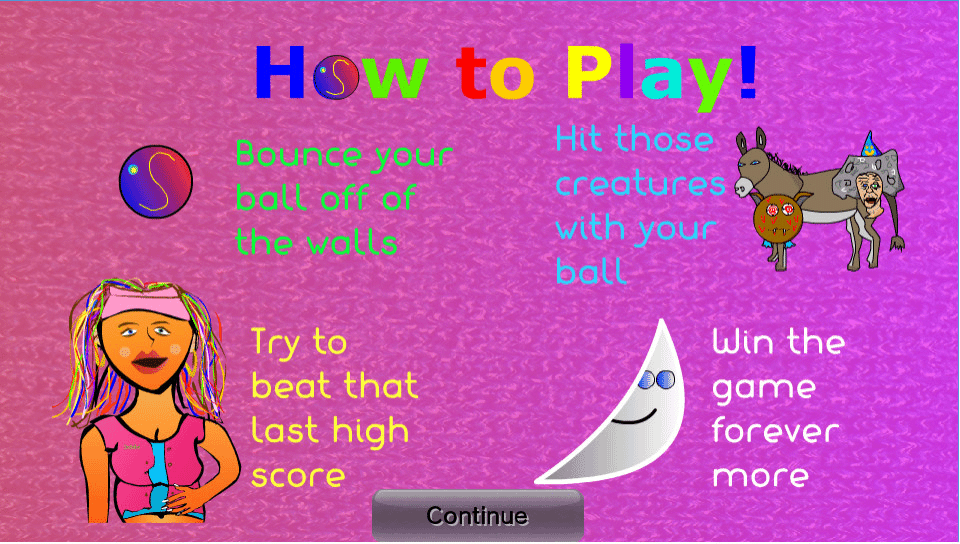 How to Play!
Bounce your
ball off of
the walls
Hit those
creatures
with your
ball
Try to
beat that
last high
score
Win the
game
forever
more
Continue